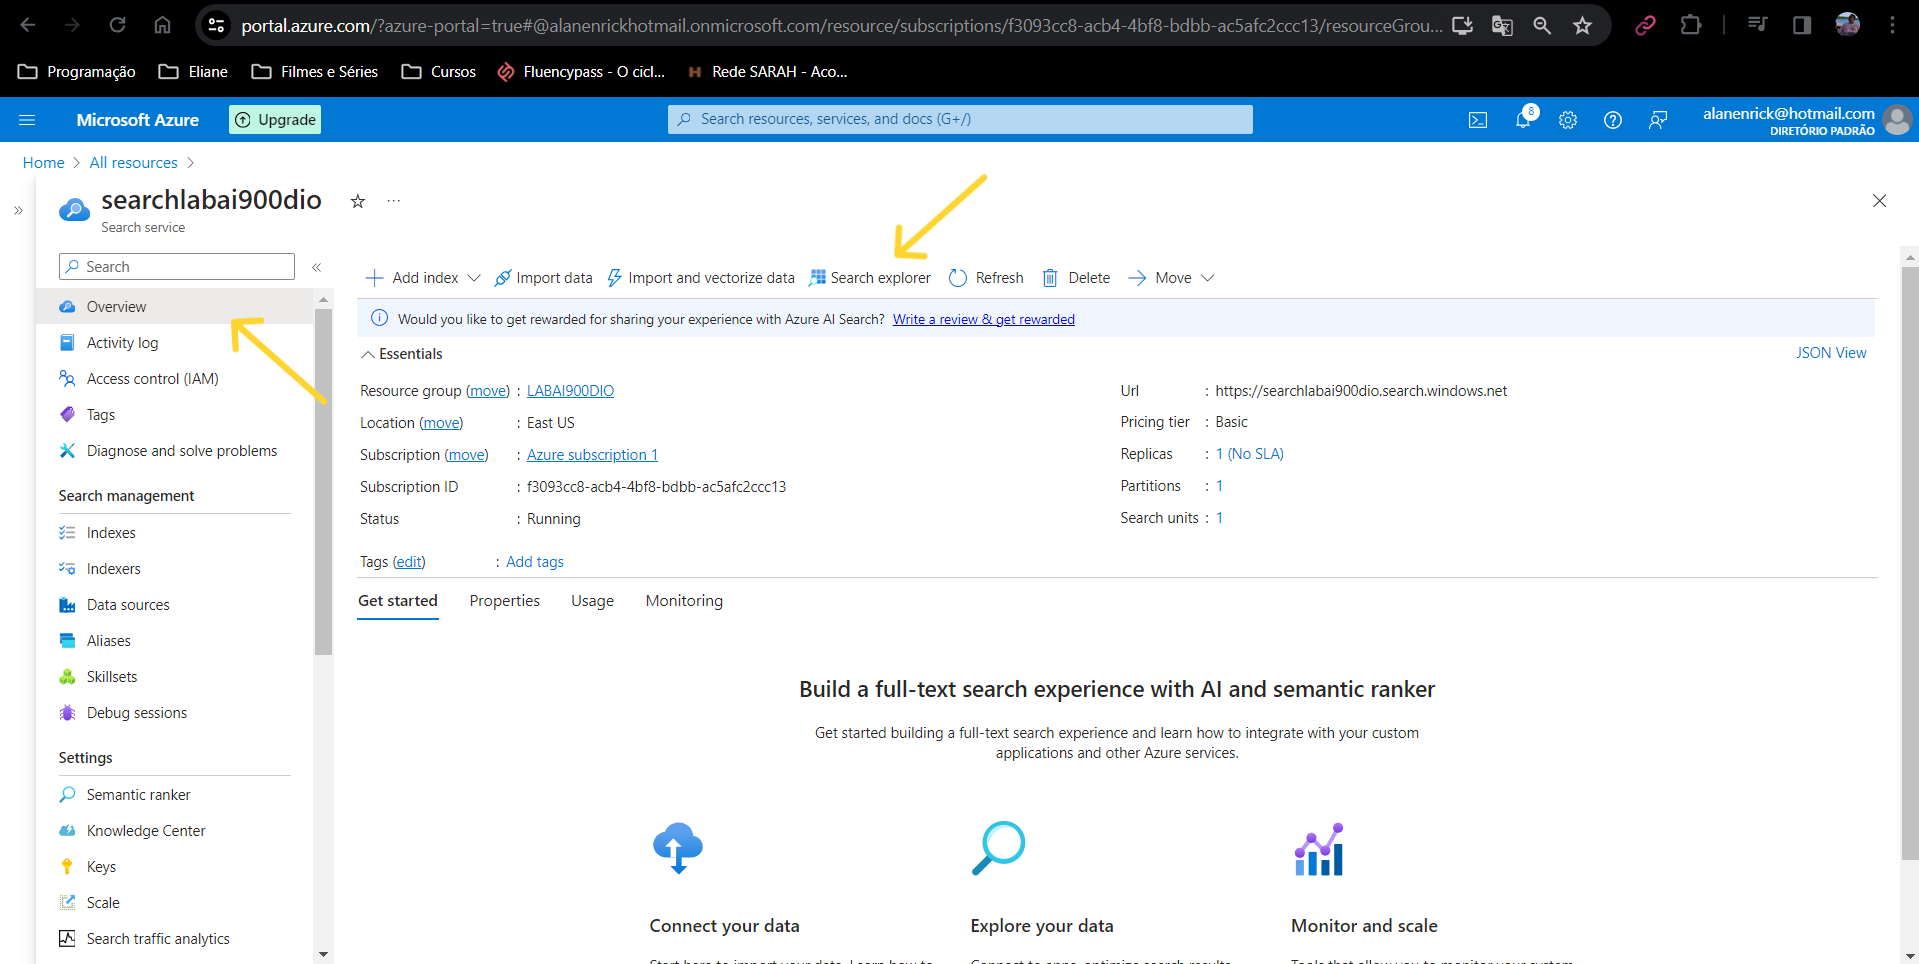 portal.azure.com/?azure-portal=true#@alanenrickhotmail.onmicrosoft.com/resource/subscriptions/f3093cc8-acb4-4bf8-bdbb-ac5afc2ccc13/resourceGrou...
Programação Eliane Filmes e Séries Cursos Fluencypass - O cicl... Rede SARAH - Aco...
Microsoft Azure Upgrade Search resources, services, and docs (G+/) 8 alanenrick@hotmail.com
DIRETÓRIO PADRÃO
Home > All resources >
searchlabai900dio ...
Search service
Search
Overview
Activity log
Access control (IAM)
Tags
Diagnose and solve problems
Search management
Indexes
Indexers
Data sources
Aliases
Skillsets
Debug sessions
Settings
Semantic ranker
Knowledge Center
Keys
Scale
Search traffic analytics
Add index Import data Import and vectorize data Search explorer Refresh Delete Move
Would you like to get rewarded for sharing your experience with Azure AI Search? Write a review & get rewarded
Essentials JSON View
Resource group (move) : LABAI900DIO
Location (move) : East US
Subscription (move) : Azure subscription 1
Subscription ID : f3093cc8-acb4-4bf8-bdbb-ac5afc2ccc13
Status : Running
Url : https://searchlabai900dio.search.windows.net
Pricing tier : Basic
Replicas : 1 (No SLA)
Partitions : 1
Search units : 1
Tags (edit) : Add tags
Get started Properties Usage Monitoring
Build a full-text search experience with AI and semantic ranker
Get started building a full-text search experience and learn how to integrate with your custom
applications and other Azure services.
Connect your data
Explore your data
Monitor and scale